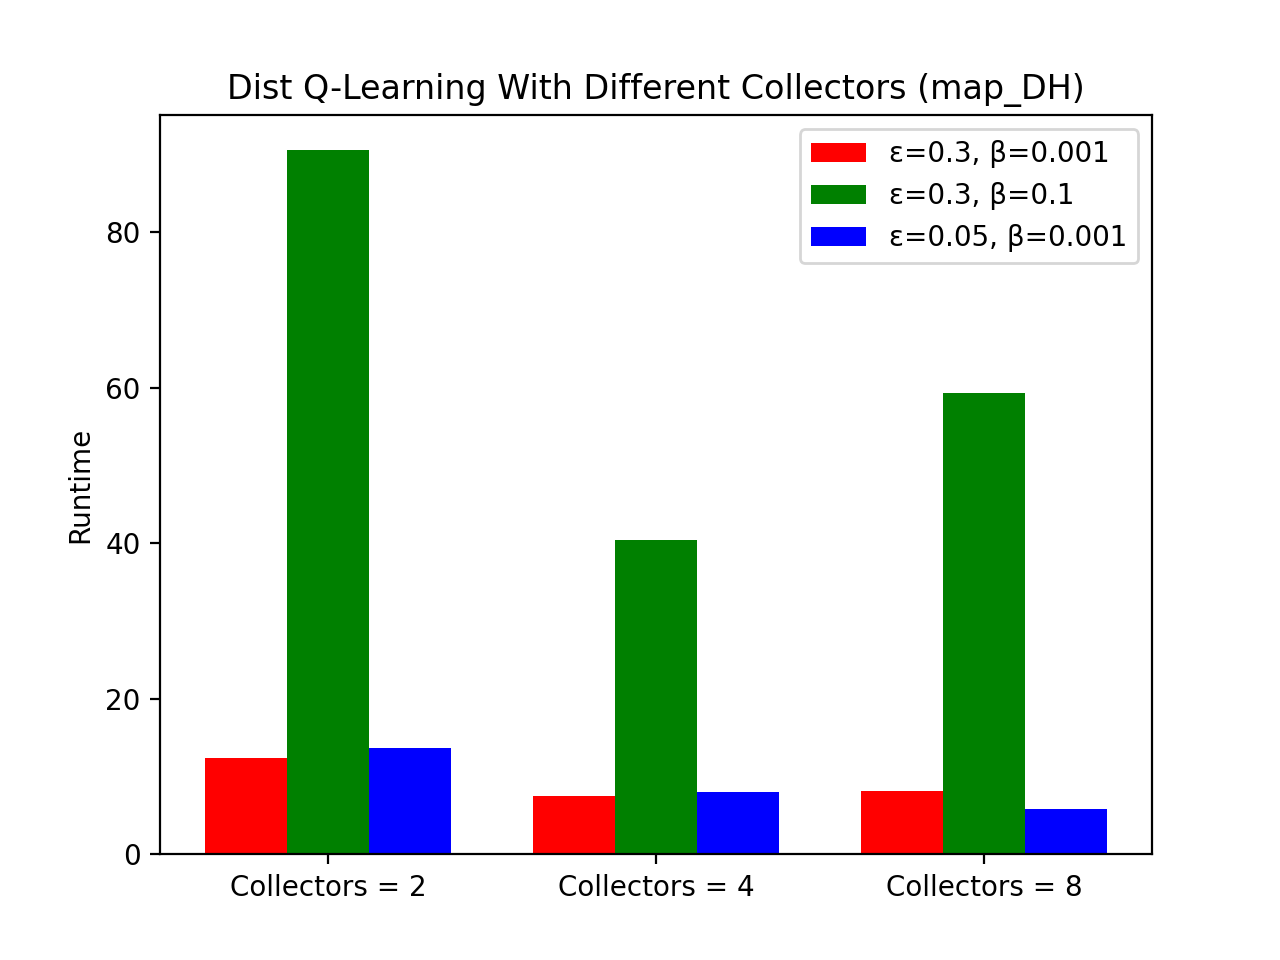 Dist Q-Learning With Different Collectors (map_DH)
ε=0.3, β=0.001
ε=0.3, β=0.1
ε=0.05, β=0.001
Runtime
80
60
40
20
0
Collectors = 2
Collectors = 4
Collectors = 8